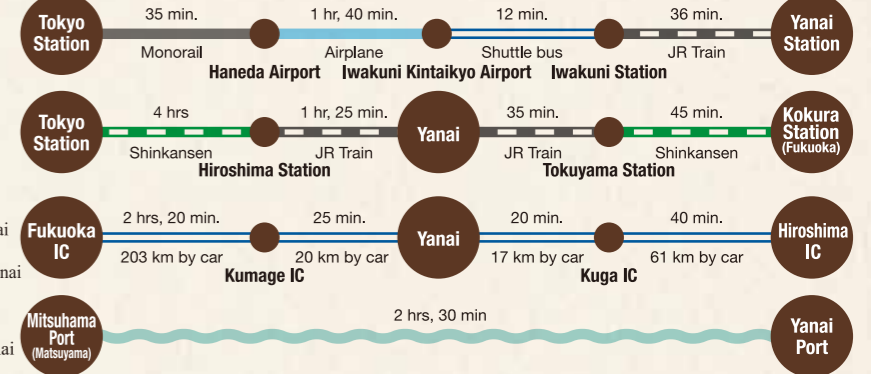 Tokyo
Station
35 min.
Monorail
Haneda Airport
1 hr, 40 min.
Airplane
Iwakuni Kintaikyo Airport
12 min.
Shuttle bus
Iwakuni Station
36 min.
JR Train
Yanai
Station
Tokyo
Station
4 hrs
Shinkansen
Hiroshima Station
1 hr, 25 min.
JR Train
Yanai
35 min.
JR Train
Tokuyama Station
45 min.
Shinkansen
Kokura
Station
(Fukuoka)
ai
nai
Fukuoka
IC
2 hrs, 20 min.
203 km by car
Kumage IC
25 min.
20 km by car
Yanai
20 min.
17 km by car
Kuga IC
40 min.
61 km by car
Hiroshima
IC
nai
Mitsuhama
Port
(Matsuyama)
2 hrs, 30 min
Yanai
Port